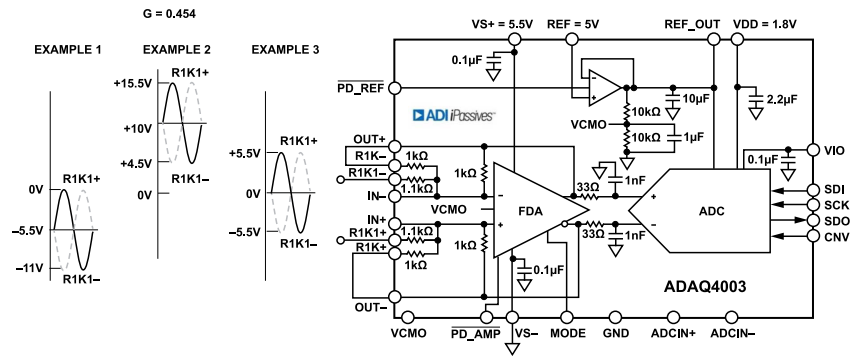 G = 0.454
EXAMPLE 1
EXAMPLE 2
EXAMPLE 3
R1K1+
0V
–5.5V
–11V
R1K1–
R1K1+
+15.5V
+10V
+4.5V
0V
R1K1–
R1K1+
+5.5V
0V
–5.5V
R1K1–
VS+ = 5.5V
REF = 5V
REF_OUT
VDD = 1.8V
0.1µF
PD_REF
10µF
2.2µF
ADI iPassives™
10kΩ
VCMO
10kΩ
1µF
OUT+
R1K–
1kΩ
R1K1–
1.1kΩ
IN–
1kΩ
VCMO
IN+
R1K1+
1.1kΩ
R1K+
1kΩ
1kΩ
OUT–
FDA
33Ω
1nF
33Ω
1nF
0.1µF
ADC
0.1µF
VIO
SDI
SCK
SDO
CNV
ADAQ4003
VCMO
PD_AMP
VS–
MODE
GND
ADCIN+
ADCIN–